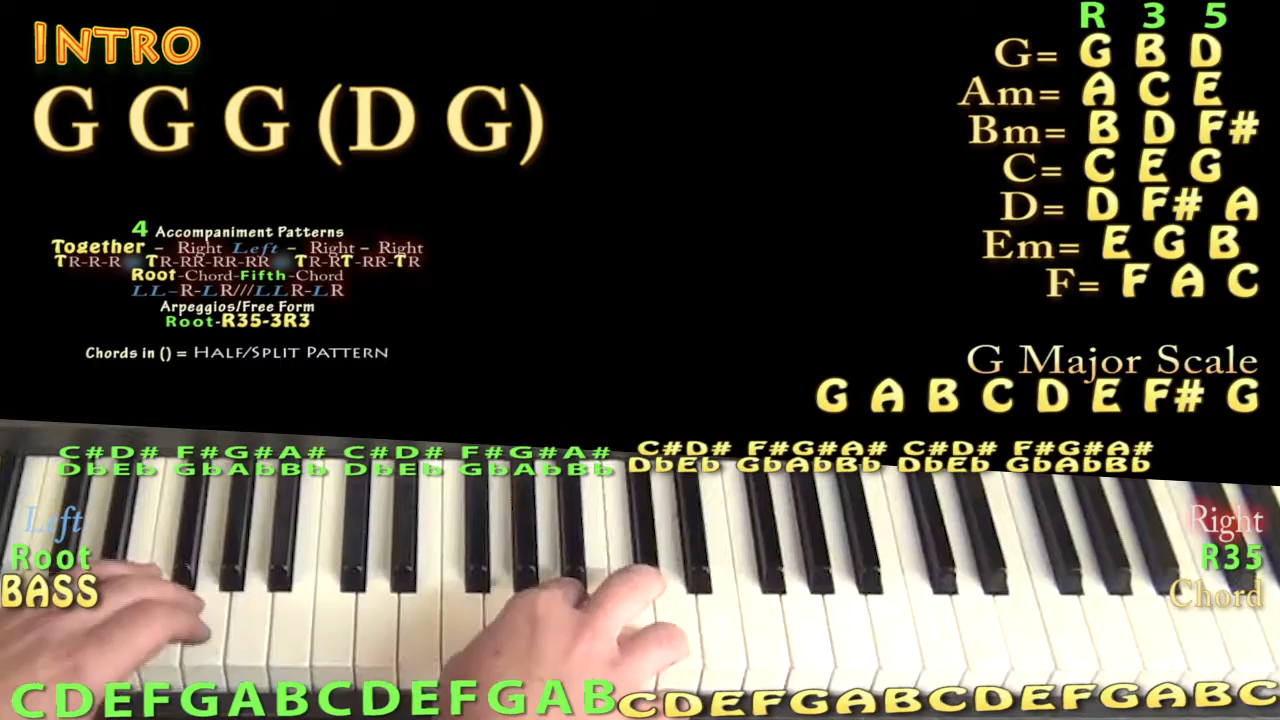 INTRO
G G G (D G)
R 3 5
G= G B D
Am= A C E
Bm= B D F#
C= C E G
D= D F# A
Em= E G B
F= F A C
4 Accompaniment Patterns
Together - Right Left - Right - Right
TR-R-R TR-RR-RR-RR TR-RT-RR-TR
Root-Chord-Fifth-Chord
LL-R-LR///LLR-LR
Arpeggios/Free Form
Root-R35-3R3
Chords in () = HALF/SPLIT PATTERN
G Major Scale
G A B C D E F# G
C#D# F#G#A# C#D# F#G#A# C#D# F#G#A# C#D# F#G#A#
DbEb GbAbBb DbEb GbAbBb DbEb GbAbBb DbEb GbAbBb
Left
Root
BASS
Right
R35
Chord
CDEFGABCDEFGABCDEFGABCDEFGABC